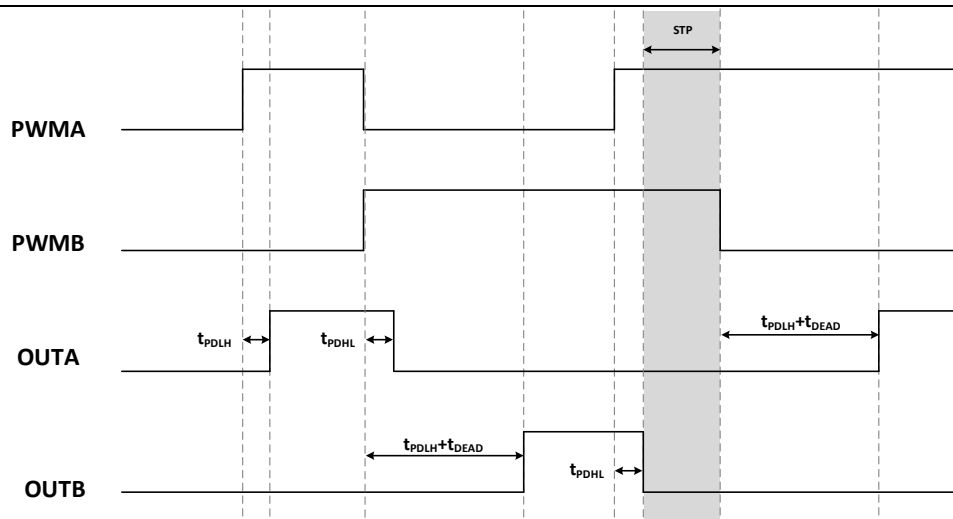 STP
PWMA
PWMB
tPDLH
tPDHL
tPDLH+tDEAD
OUTA
tPDLH+tDEAD
tPDHL
OUTB